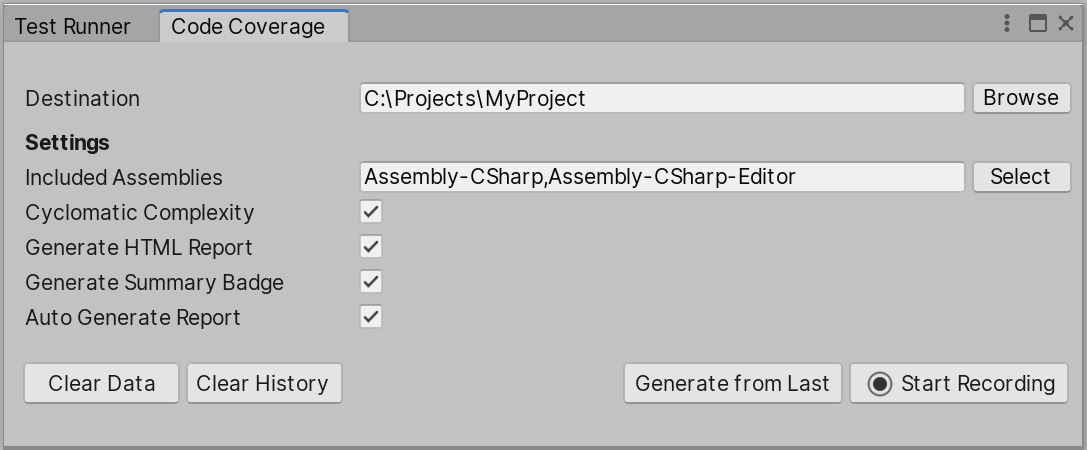 Test Runner Code Coverage
Destination C:\Projects\MyProject Browse
Settings
Included Assemblies Assembly-CSharp,Assembly-CSharp-Editor Select
Cyclomatic Complexity
Generate HTML Report
Generate Summary Badge
Auto Generate Report
Clear Data Clear History Generate from Last Start Recording